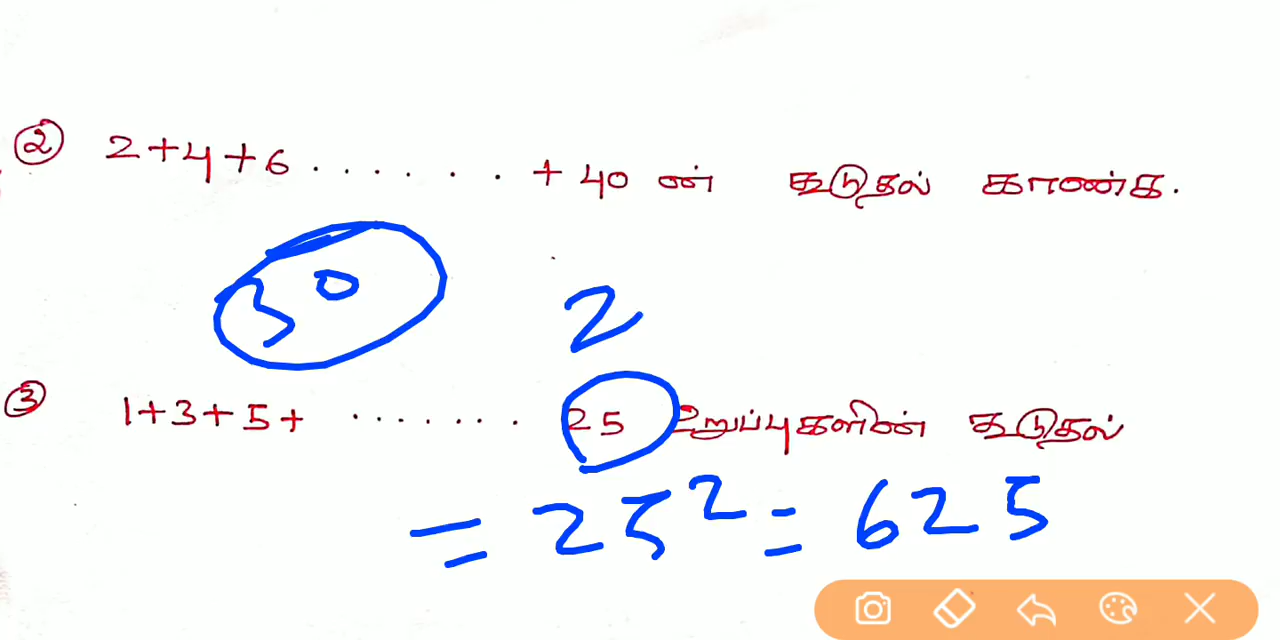 ② 2+4+6 . . . . . . . + 40 ன் கூடுதல் காண்க.
30
2
③ 1+3+5+ . . . . . . . 25 உறுப்புகளின் கூடுதல்
= 25² = 625